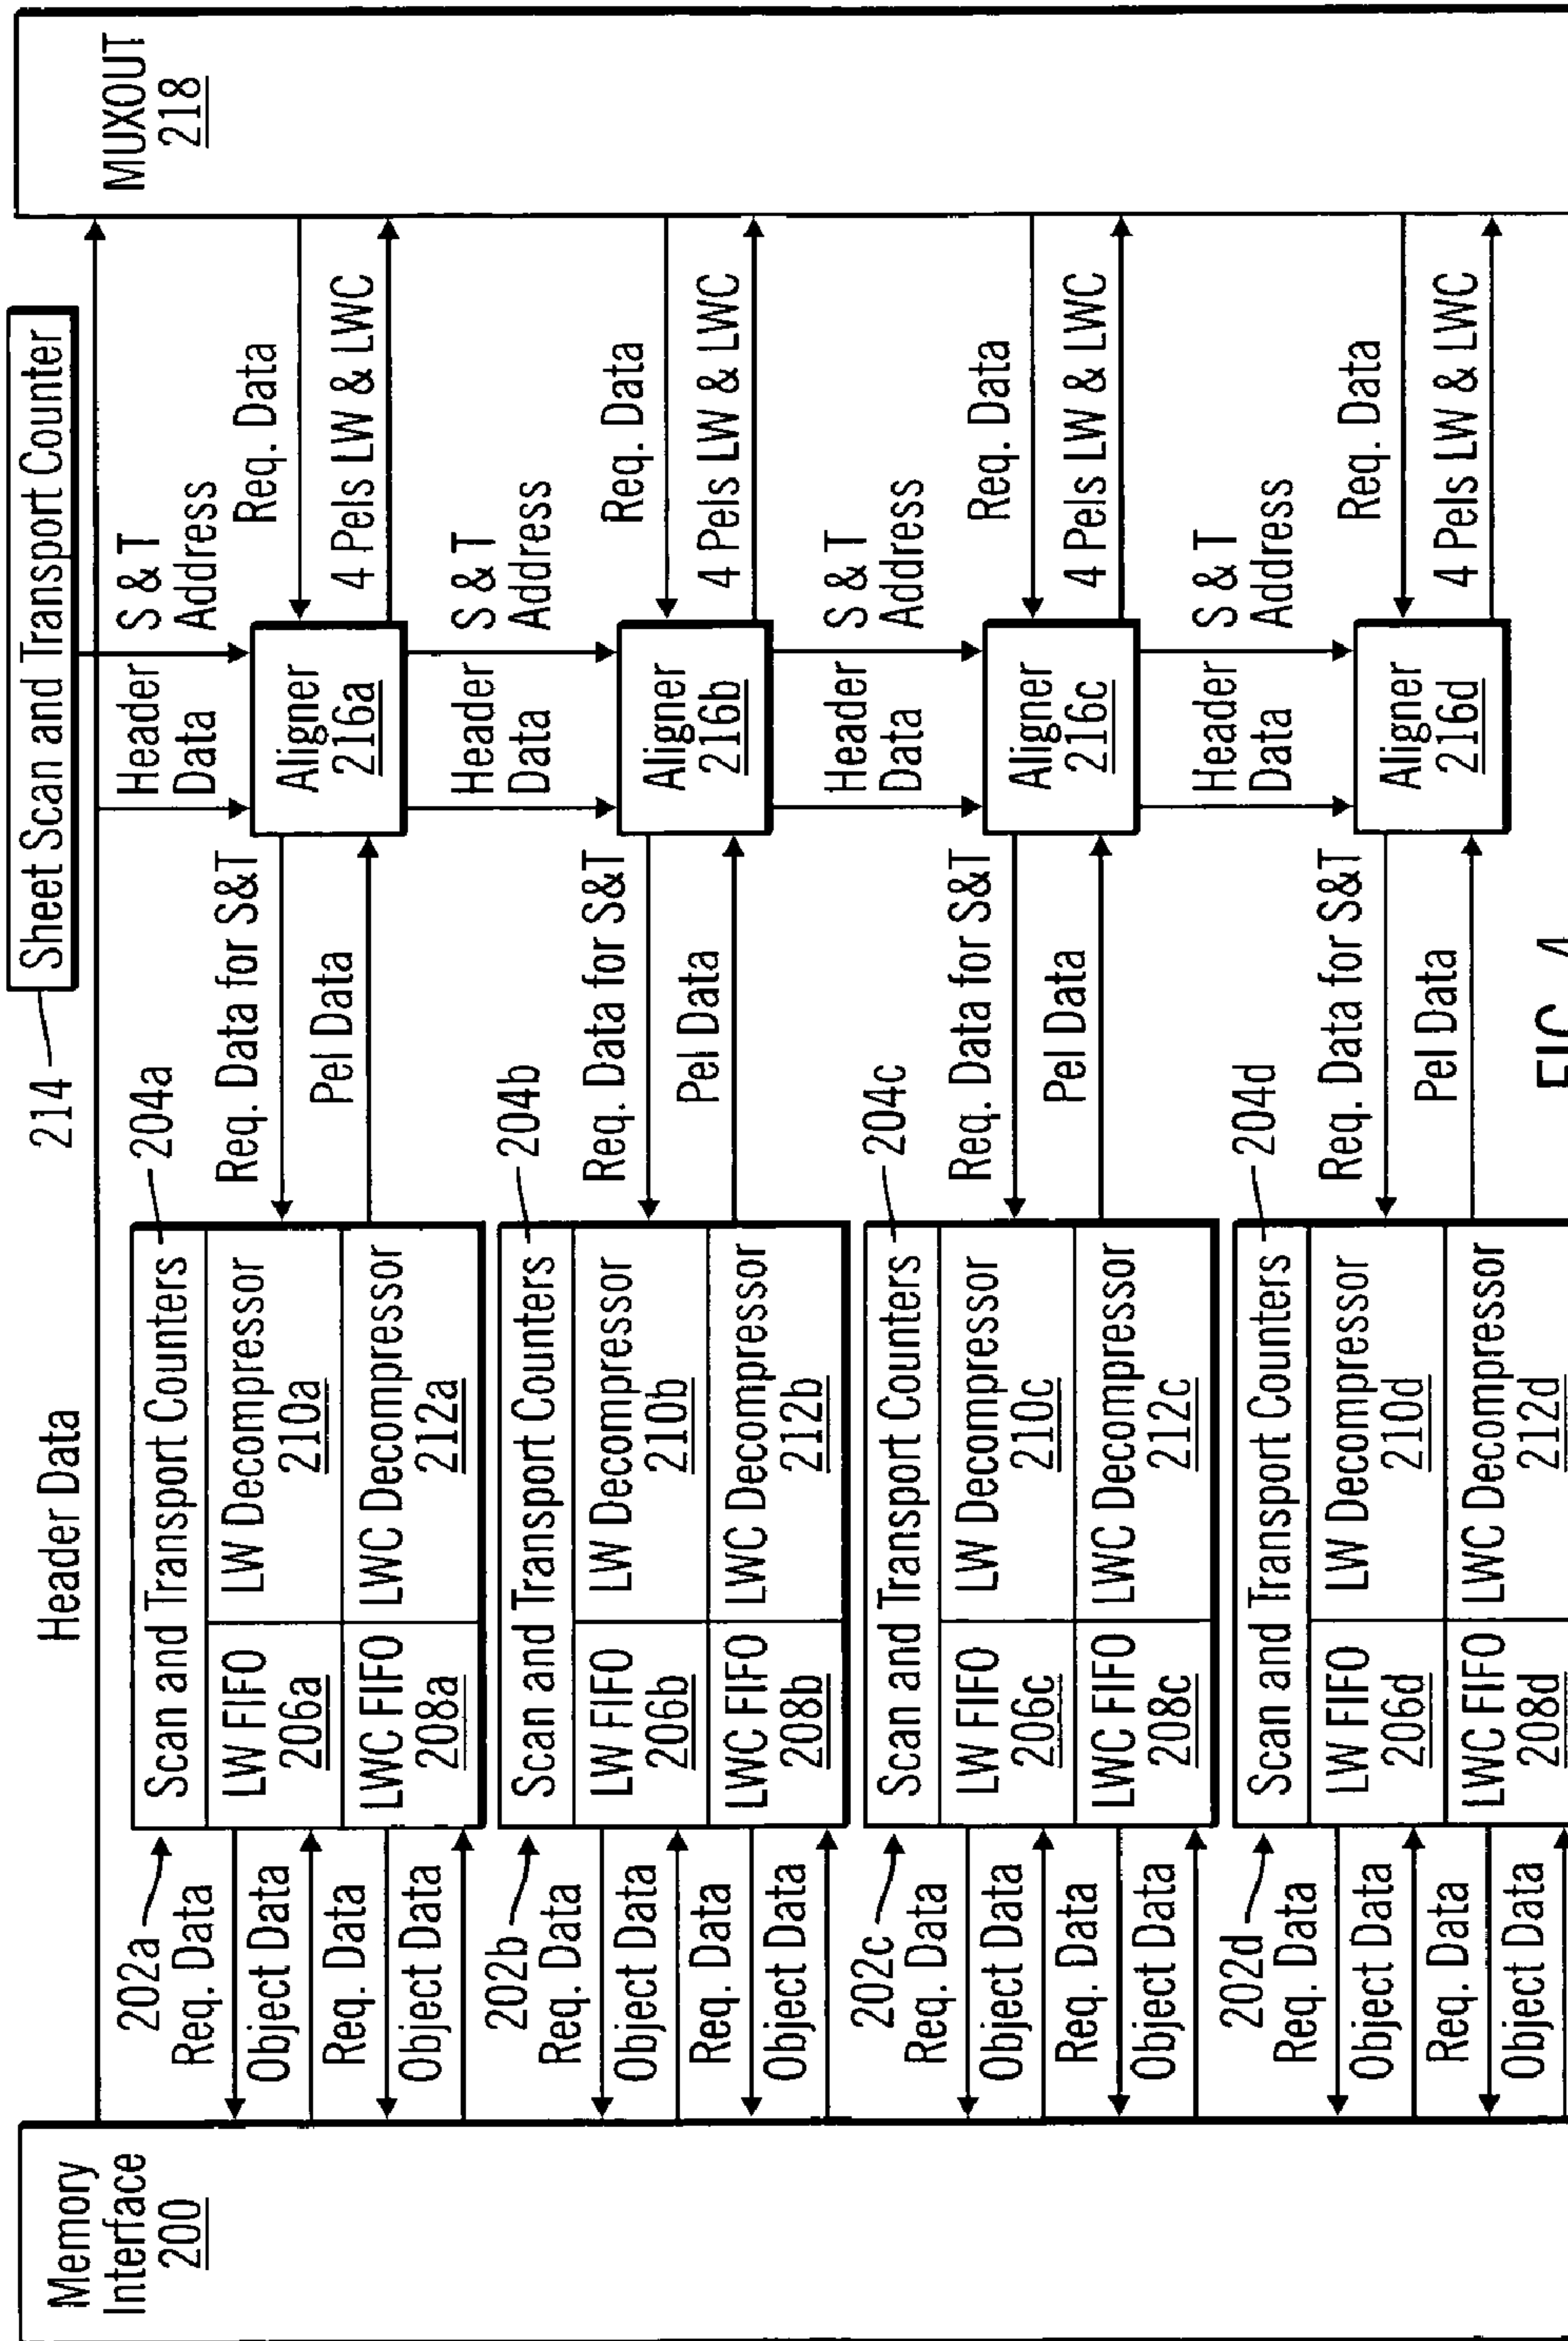 214
Sheet Scan and Transport Counter
Header Data
Memory
Interface
200
MUXOUT
218
202a
204a
Scan and Transport Counters
LW FIFO
206a
LW Decompressor
210a
LWC FIFO
208a
LWC Decompressor
212a
Req. Data
Object Data
Req. Data
Object Data
Req. Data for S&T
Pel Data
Header
Data
S & T
Address
Aligner
216a
Req. Data
4 Pels LW & LWC
202b
204b
Scan and Transport Counters
LW FIFO
206b
LW Decompressor
210b
LWC FIFO
208b
LWC Decompressor
212b
Req. Data
Object Data
Req. Data
Object Data
Req. Data for S&T
Pel Data
Header
Data
S & T
Address
Aligner
216b
Req. Data
4 Pels LW & LWC
202c
204c
Scan and Transport Counters
LW FIFO
206c
LW Decompressor
210c
LWC FIFO
208c
LWC Decompressor
212c
Req. Data
Object Data
Req. Data
Object Data
Req. Data for S&T
Pel Data
Header
Data
S & T
Address
Aligner
216c
Req. Data
4 Pels LW & LWC
202d
204d
Scan and Transport Counters
LW FIFO
206d
LW Decompressor
210d
LWC FIFO
208d
LWC Decompressor
212d
Req. Data
Object Data
Req. Data
Object Data
Req. Data for S&T
Pel Data
Header
Data
S & T
Address
Aligner
216d
Req. Data
4 Pels LW & LWC
FIG. 4